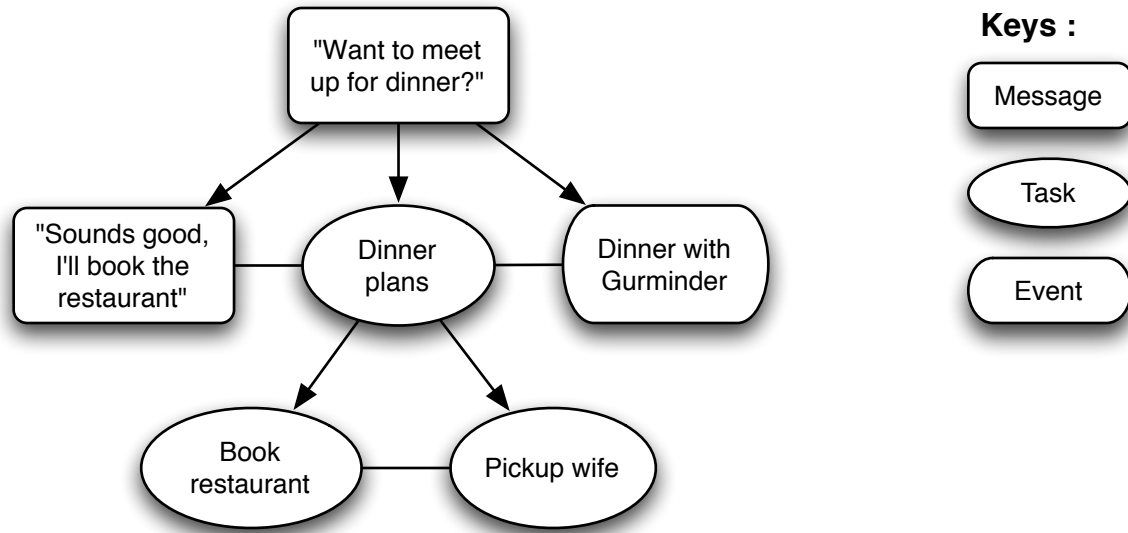 "Want to meet
up for dinner?"
"Sounds good,
I'll book the
restaurant"
Dinner
plans
Dinner with
Gurminder
Book
restaurant
Pickup wife
Keys :
Message
Task
Event